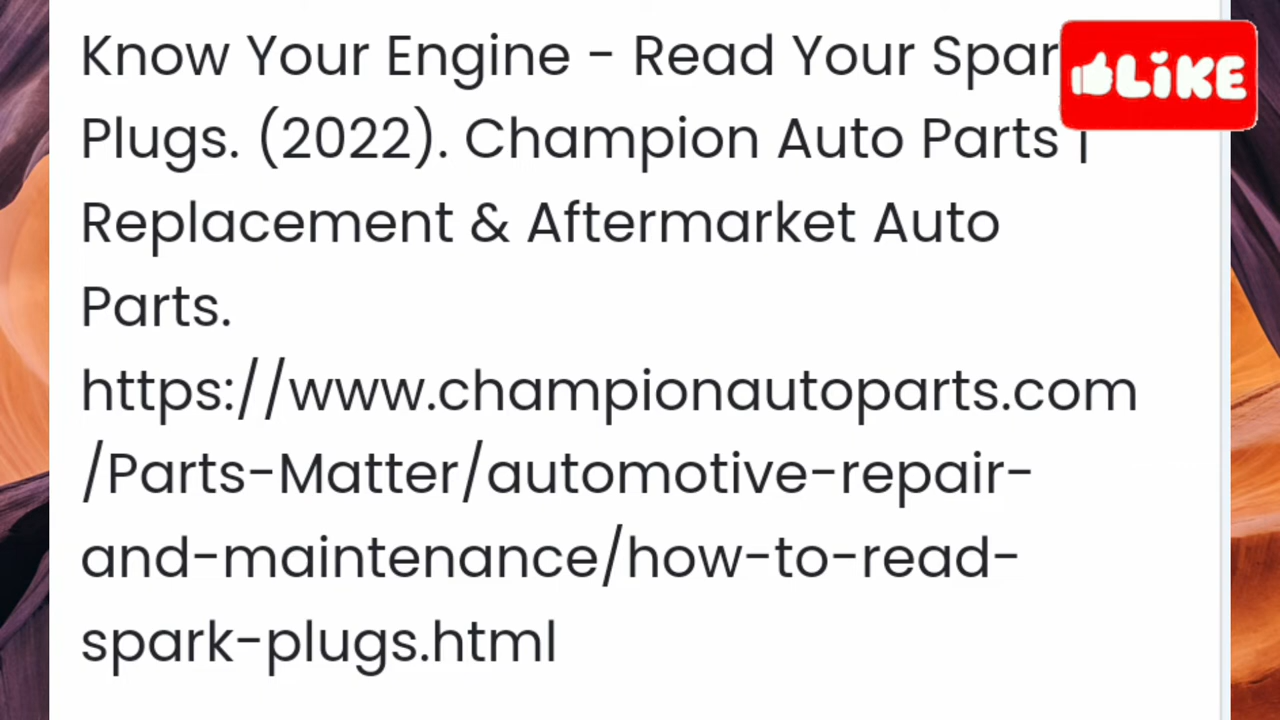 Know Your Engine - Read Your Spar
LiKE
Plugs. (2022). Champion Auto Parts |
Replacement & Aftermarket Auto
Parts.
https://www.championautoparts.com
/Parts-Matter/automotive-repair-
and-maintenance/how-to-read-
spark-plugs.html